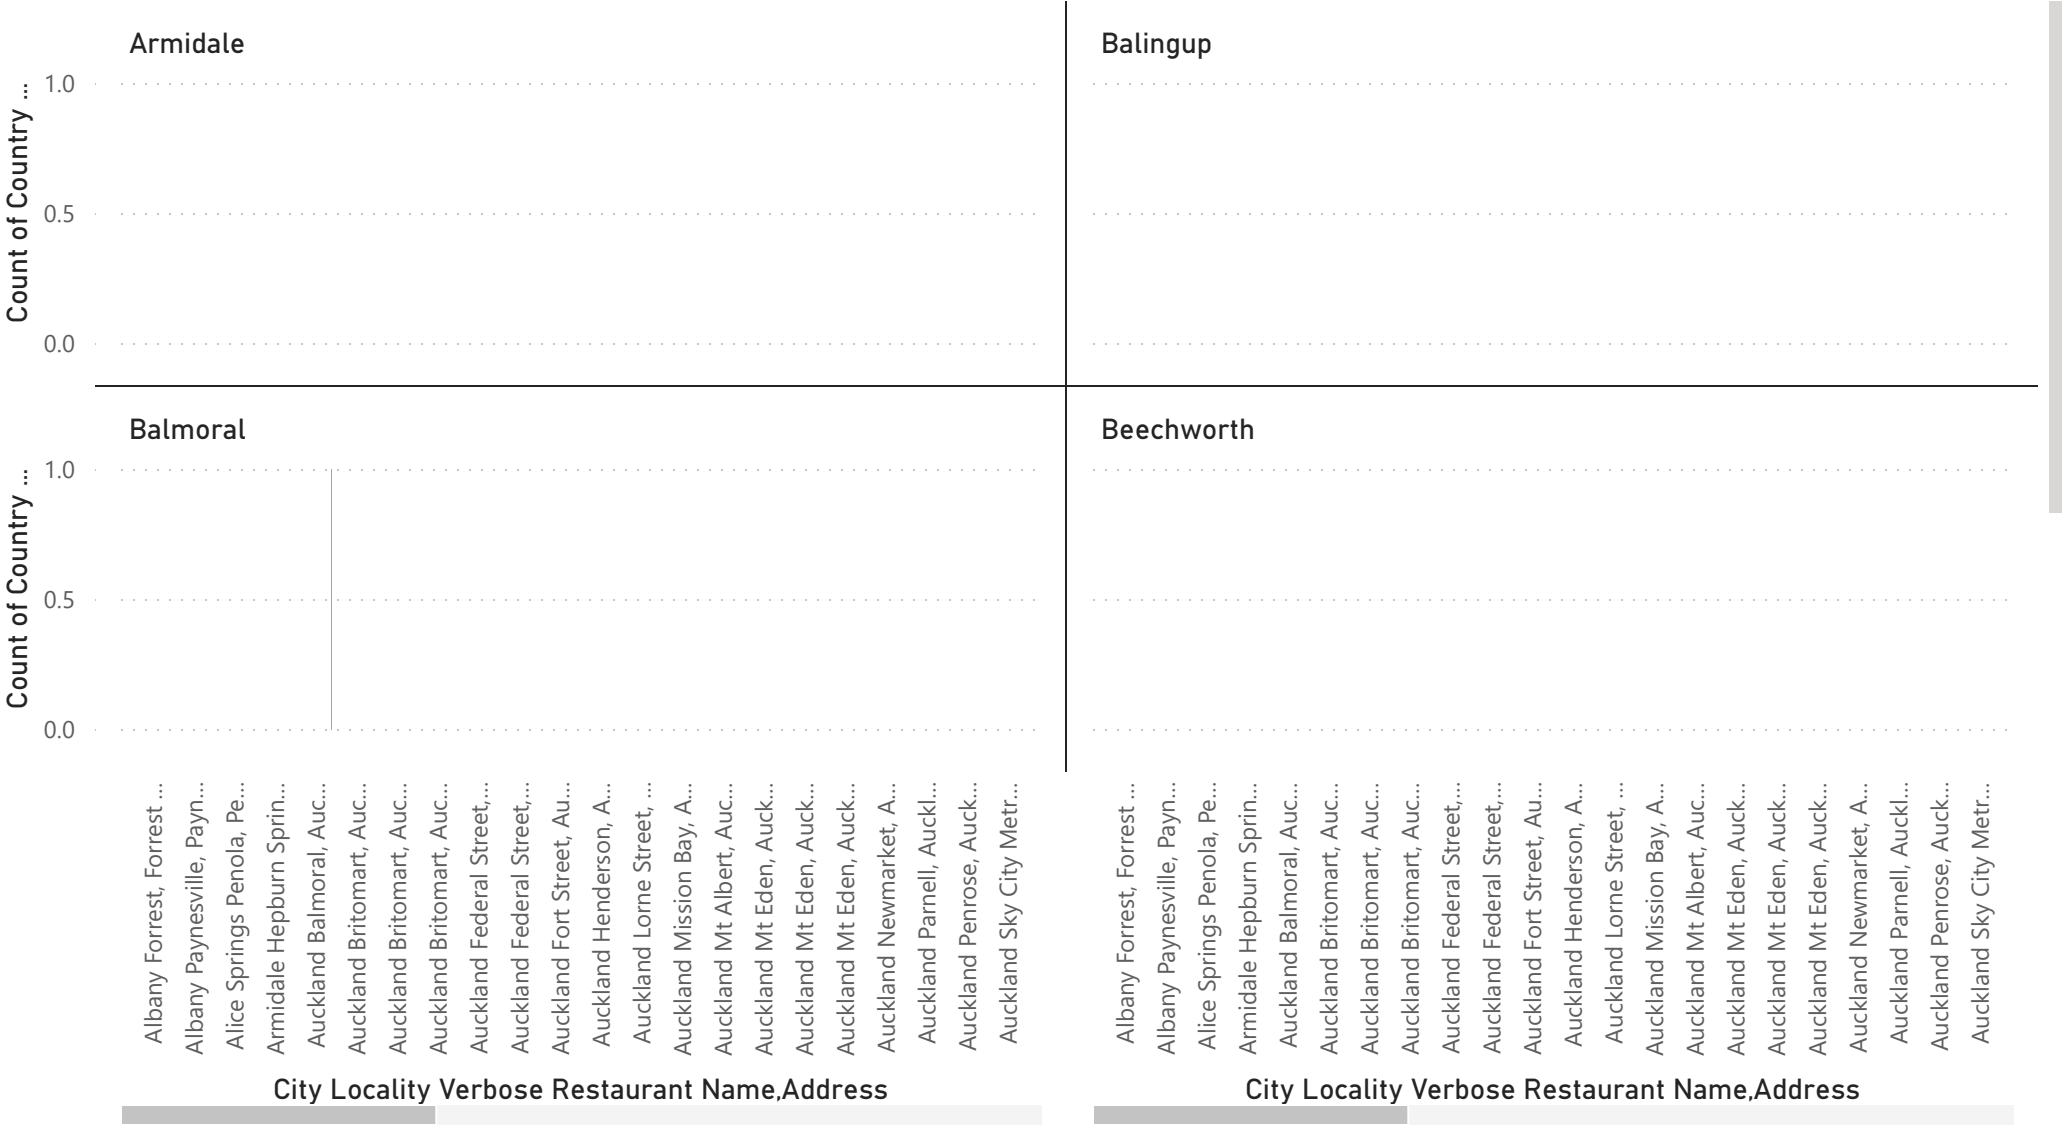 Armidale
Balingup
Count of Country ...
1.0
0.5
0.0
Balmoral
Beechworth
Count of Country ...
1.0
0.5
0.0
Albany Forrest, Forrest ...
Albany Paynesville, Payn...
Alice Springs Penola, Pe...
Armidale Hepburn Sprin...
Auckland Balmoral, Auc...
Auckland Britomart, Auc...
Auckland Britomart, Auc...
Auckland Britomart, Auc...
Auckland Federal Street,...
Auckland Federal Street,...
Auckland Fort Street, Au...
Auckland Henderson, A...
Auckland Lorne Street, ...
Auckland Mission Bay, A...
Auckland Mt Albert, Auc...
Auckland Mt Eden, Auck...
Auckland Mt Eden, Auck...
Auckland Mt Eden, Auck...
Auckland Newmarket, A...
Auckland Parnell, Auckl...
Auckland Penrose, Auck...
Auckland Sky City Metr...
Albany Forrest, Forrest ...
Albany Paynesville, Payn...
Alice Springs Penola, Pe...
Armidale Hepburn Sprin...
Auckland Balmoral, Auc...
Auckland Britomart, Auc...
Auckland Britomart, Auc...
Auckland Britomart, Auc...
Auckland Federal Street,...
Auckland Federal Street,...
Auckland Fort Street, Au...
Auckland Henderson, A...
Auckland Lorne Street, ...
Auckland Mission Bay, A...
Auckland Mt Albert, Auc...
Auckland Mt Eden, Auck...
Auckland Mt Eden, Auck...
Auckland Mt Eden, Auck...
Auckland Newmarket, A...
Auckland Parnell, Auckl...
Auckland Penrose, Auck...
Auckland Sky City Metr...
City Locality Verbose Restaurant Name,Address
City Locality Verbose Restaurant Name,Address